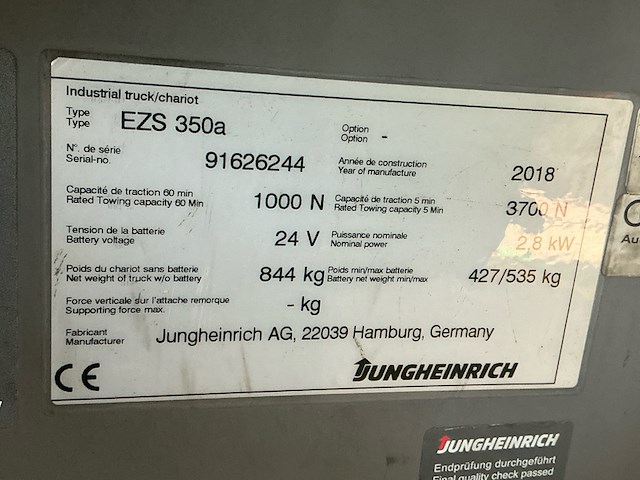 Industrial truck/chariot
Type
Type
EZS 350a
Option
Option
-
N°. de série
Serial-no.
91626244
Année de construction
Year of manufacture
2018
Capacité de traction 60 min
Rated Towing capacity 60 Min
1000 N
Capacité de traction 5 min
Rated Towing capacity 5 Min
3700 N
Tension de la batterie
Battery voltage
24 V
Puissance nominale
Nominal power
2.8 kW
Poids du chariot sans batterie
Net weight of truck w/o battery
844 kg
Poids min/max batterie
Battery net weight min/max
427/535 kg
Force verticale sur l'attache remorque
Supporting force max.
- kg
Fabricant
Manufacturer
Jungheinrich AG, 22039 Hamburg, Germany
CE
JUNGHEINRICH
JUNGHEINRICH
Endprüfung durchgeführt
Final quality check passed